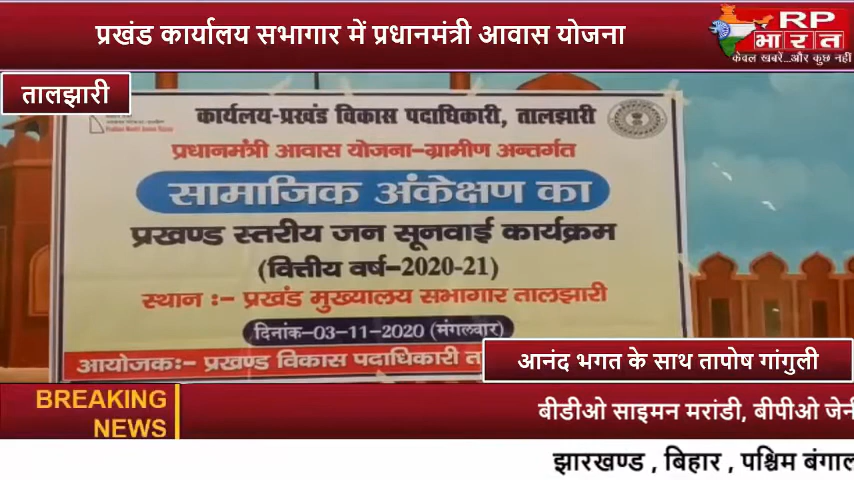 प्रखंड कार्यालय सभागार में प्रधानमंत्री आवास योजना
RP
भारत
केवल खबरें...और कुछ नहीं
तालझारी
कार्यलय-प्रखंड विकास पदाधिकारी, तालझारी
प्रधानमंत्री आवास योजना-ग्रामीण अन्तर्गत
सामाजिक अंकेक्षण का
प्रखण्ड स्तरीय जन सूनवाई कार्यक्रम
(वित्तीय वर्ष-2020-21)
स्थान :- प्रखंड मुख्यालय सभागार तालझारी
दिनांक-03-11-2020 (मंगलवार)
आयोजकः- प्रखण्ड विकास पदाधिकारी
आनंद भगत के साथ तापोष गांगुली
BREAKING
NEWS
बीडीओ साइमन मरांडी, बीपीओ जेनी
झारखण्ड , बिहार , पश्चिम बंगाल